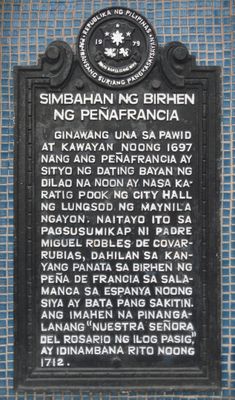 REPUBLIKA NG PILIPINAS
1979
SIMBAHAN NG BIRHEN
NG PEÑAFRANCIA
GINAWANG UNA SA PAWID
AT KAWAYAN NOONG 1697
NANG ANG PEÑAFRANCIA AY
SITYO NG DATING BAYAN NG
DILAO NA NOON AY NASA KA-
RATIG POOK NG CITY HALL
NG LUNGSOD NG MAYNILA
NGAYON. NAITAYO ITO SA
PAGSUSUMIKAP NI PADRE
MIGUEL ROBLES DE COVAR-
RUBIAS, DAHILAN SA KAN-
YANG PANATA SA BIRHEN NG
PEÑA DE FRANCIA SA SALA-
MANCA SA ESPANYA NOONG
SIYA AY BATA PANG SAKITIN.
ANG IMAHEN NA PINANGA-
LANANG "NUESTRA SEÑORA
DEL ROSARIO NG ILOG PASIG,"
AY IDINAMBANA RITO NOONG
1712.